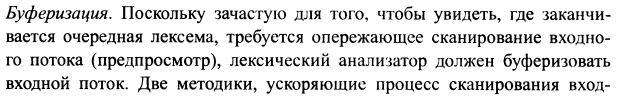 Буферизация. Поскольку зачастую для того, чтобы увидеть, где заканчи-
вается очередная лексема, требуется опережающее сканирование входно-
го потока (предпросмотр), лексический анализатор должен буферизовать
входной поток. Две методики, ускоряющие процесс сканирования вход-